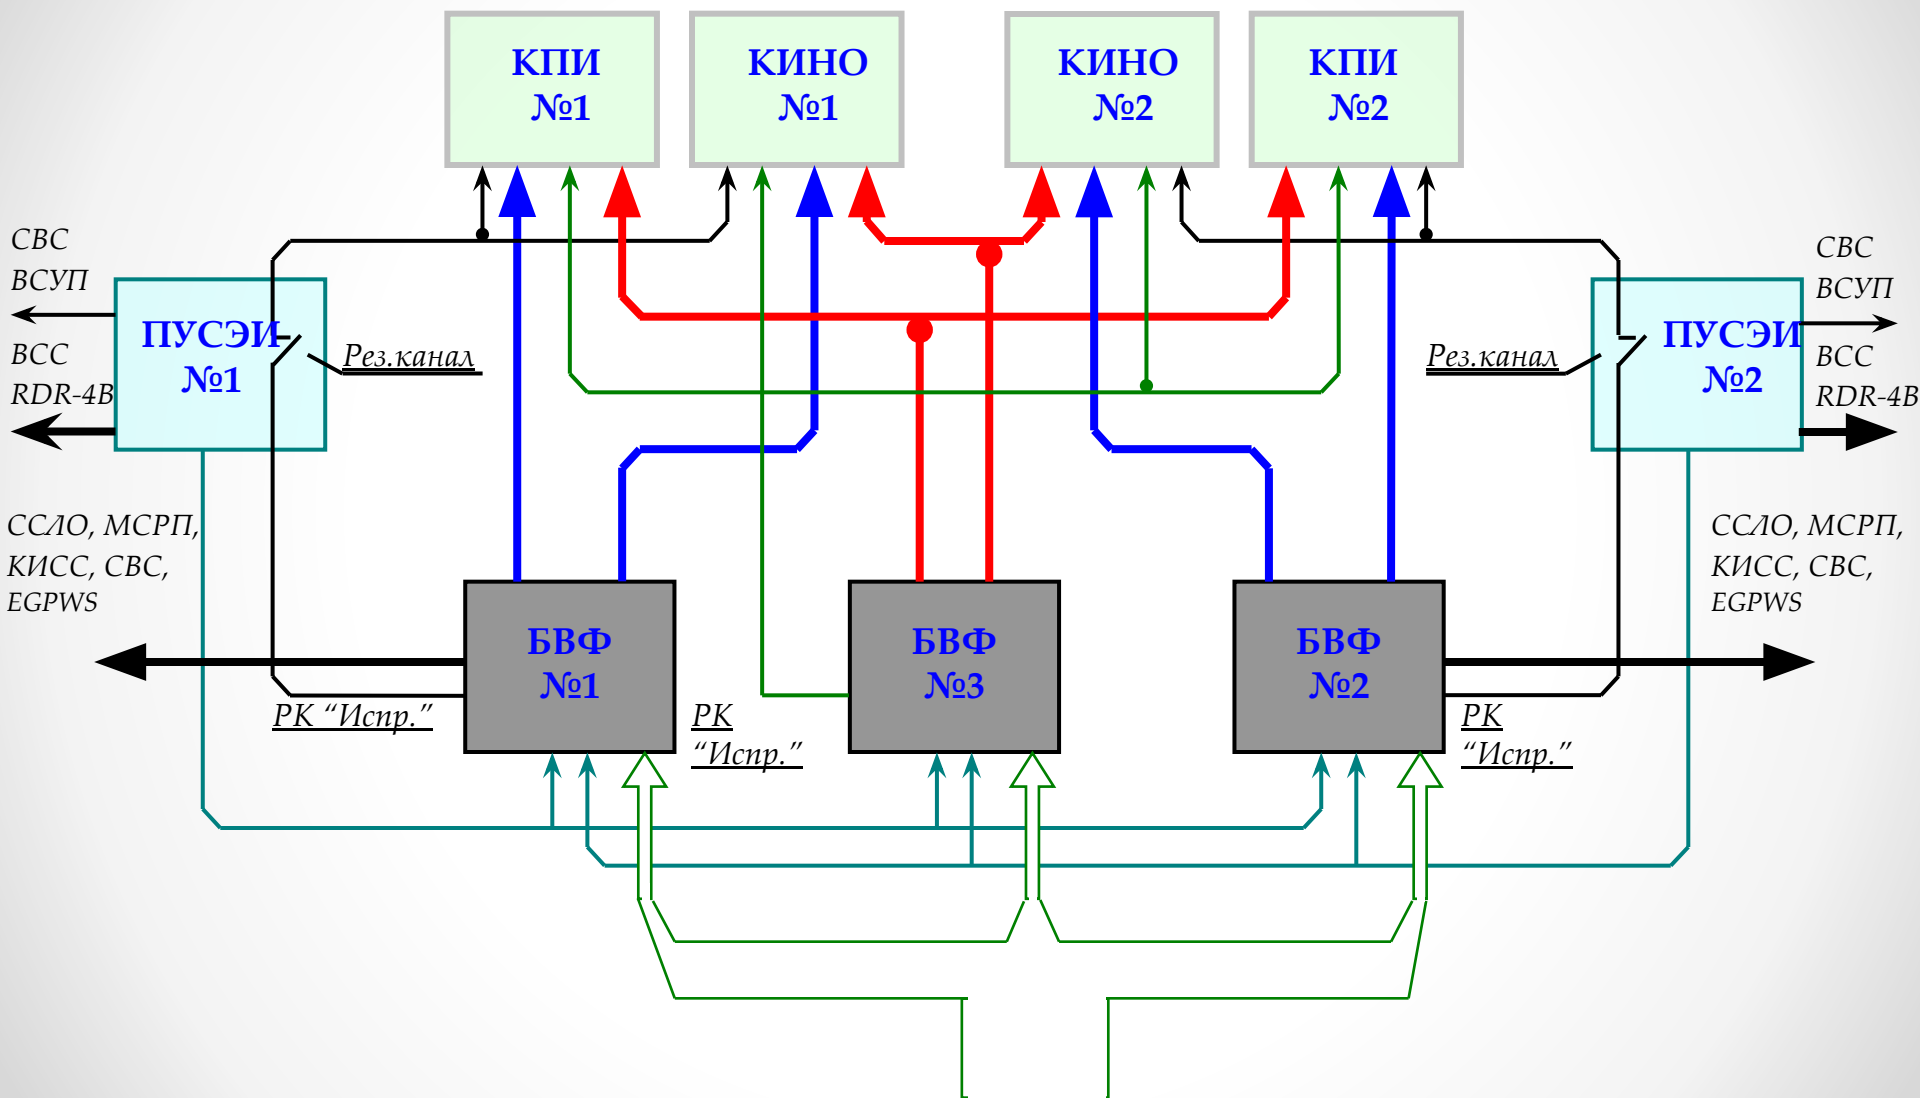 КПИ
№1
КИНО
№1
КИНО
№2
КПИ
№2
СВС
ВСУП
ВСС
RDR-4B
ПУСЭИ
№1
Рез.канал
Рез.канал
ПУСЭИ
№2
СВС
ВСУП
ВСС
RDR-4B
ССЛО, МСРП,
КИСС, СВС,
EGPWS
ССЛО, МСРП,
КИСС, СВС,
EGPWS
БВФ
№1
БВФ
№3
БВФ
№2
РК “Испр.”
РК
“Испр.”
РК
“Испр.”